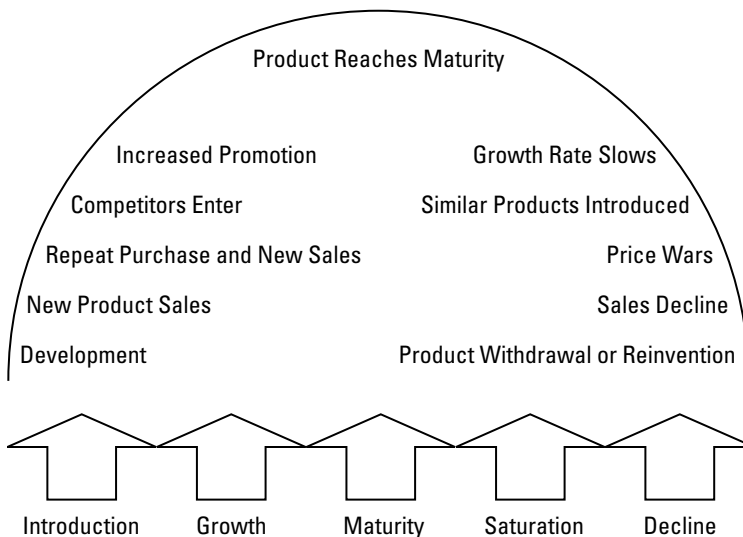 Product Reaches Maturity
Increased Promotion
Growth Rate Slows
Competitors Enter
Similar Products Introduced
Repeat Purchase and New Sales
Price Wars
New Product Sales
Sales Decline
Development
Product Withdrawal or Reinvention
Introduction
Growth
Maturity
Saturation
Decline